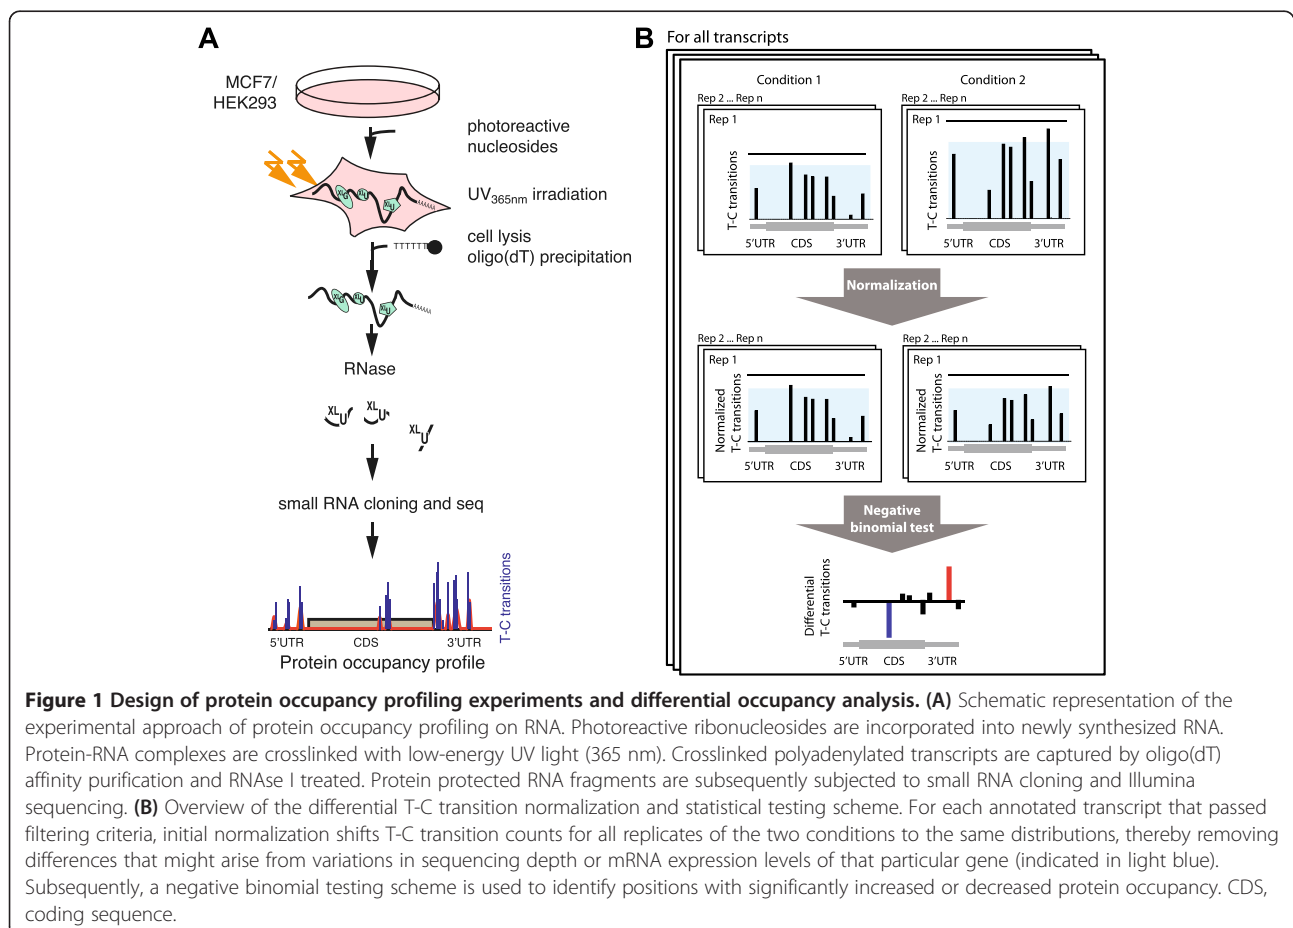 A
MCF7/
HEK293
photoreactive
nucleosides
XL G XL U XL U AAAAAA
UV365nm irradiation
cell lysis
oligo(dT) precipitation
TTTTTT
XL G XL U XL U AAAAAA
RNase
XL U XL U XL U
small RNA cloning and seq
T-C transitions
5'UTR CDS 3'UTR
Protein occupancy profile
B
For all transcripts
Condition 1 Condition 2
Rep 2 ... Rep n Rep 2 ... Rep n
Rep 1 Rep 1
T-C transitions T-C transitions
5'UTR CDS 3'UTR 5'UTR CDS 3'UTR
Normalization
Rep 2 ... Rep n Rep 2 ... Rep n
Rep 1 Rep 1
Normalized
T-C transitions
Normalized
T-C transitions
5'UTR CDS 3'UTR 5'UTR CDS 3'UTR
Negative
binomial test
Differential
T-C transitions
5'UTR CDS 3'UTR
Figure 1 Design of protein occupancy profiling experiments and differential occupancy analysis. (A) Schematic representation of the
experimental approach of protein occupancy profiling on RNA. Photoreactive ribonucleosides are incorporated into newly synthesized RNA.
Protein-RNA complexes are crosslinked with low-energy UV light (365 nm). Crosslinked polyadenylated transcripts are captured by oligo(dT)
affinity purification and RNAse I treated. Protein protected RNA fragments are subsequently subjected to small RNA cloning and Illumina
sequencing. (B) Overview of the differential T-C transition normalization and statistical testing scheme. For each annotated transcript that passed
filtering criteria, initial normalization shifts T-C transition counts for all replicates of the two conditions to the same distributions, thereby removing
differences that might arise from variations in sequencing depth or mRNA expression levels of that particular gene (indicated in light blue).
Subsequently, a negative binomial testing scheme is used to identify positions with significantly increased or decreased protein occupancy. CDS,
coding sequence.